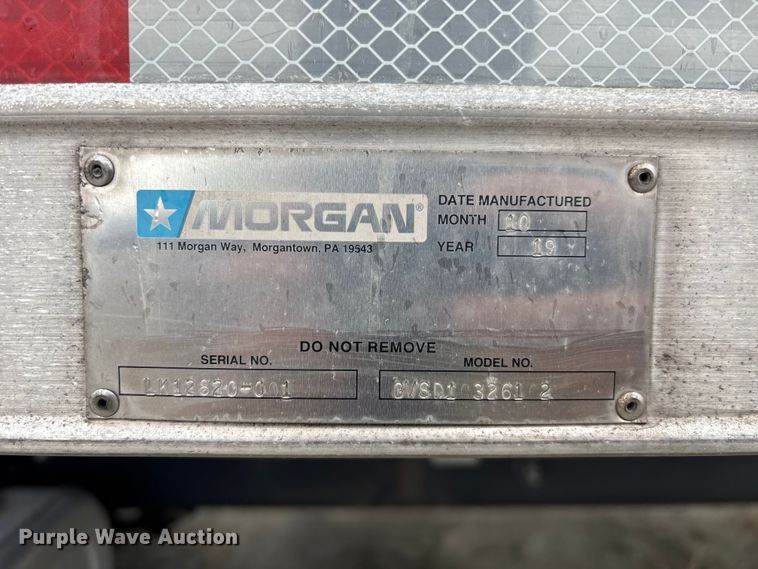 MORGAN®
111 Morgan Way, Morgantown, PA 19543
DATE MANUFACTURED
MONTH 10
YEAR 19
DO NOT REMOVE
SERIAL NO.
MODEL NO.
Purple Wave Auction